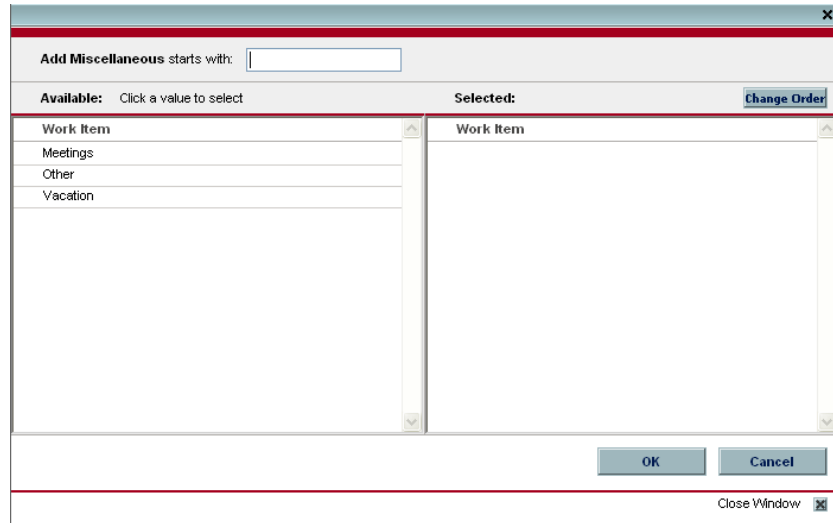 Add Miscellaneous starts with:
Available: Click a value to select
Selected:
Change Order
Work Item
Work Item
Meetings
Other
Vacation
OK
Cancel
Close Window